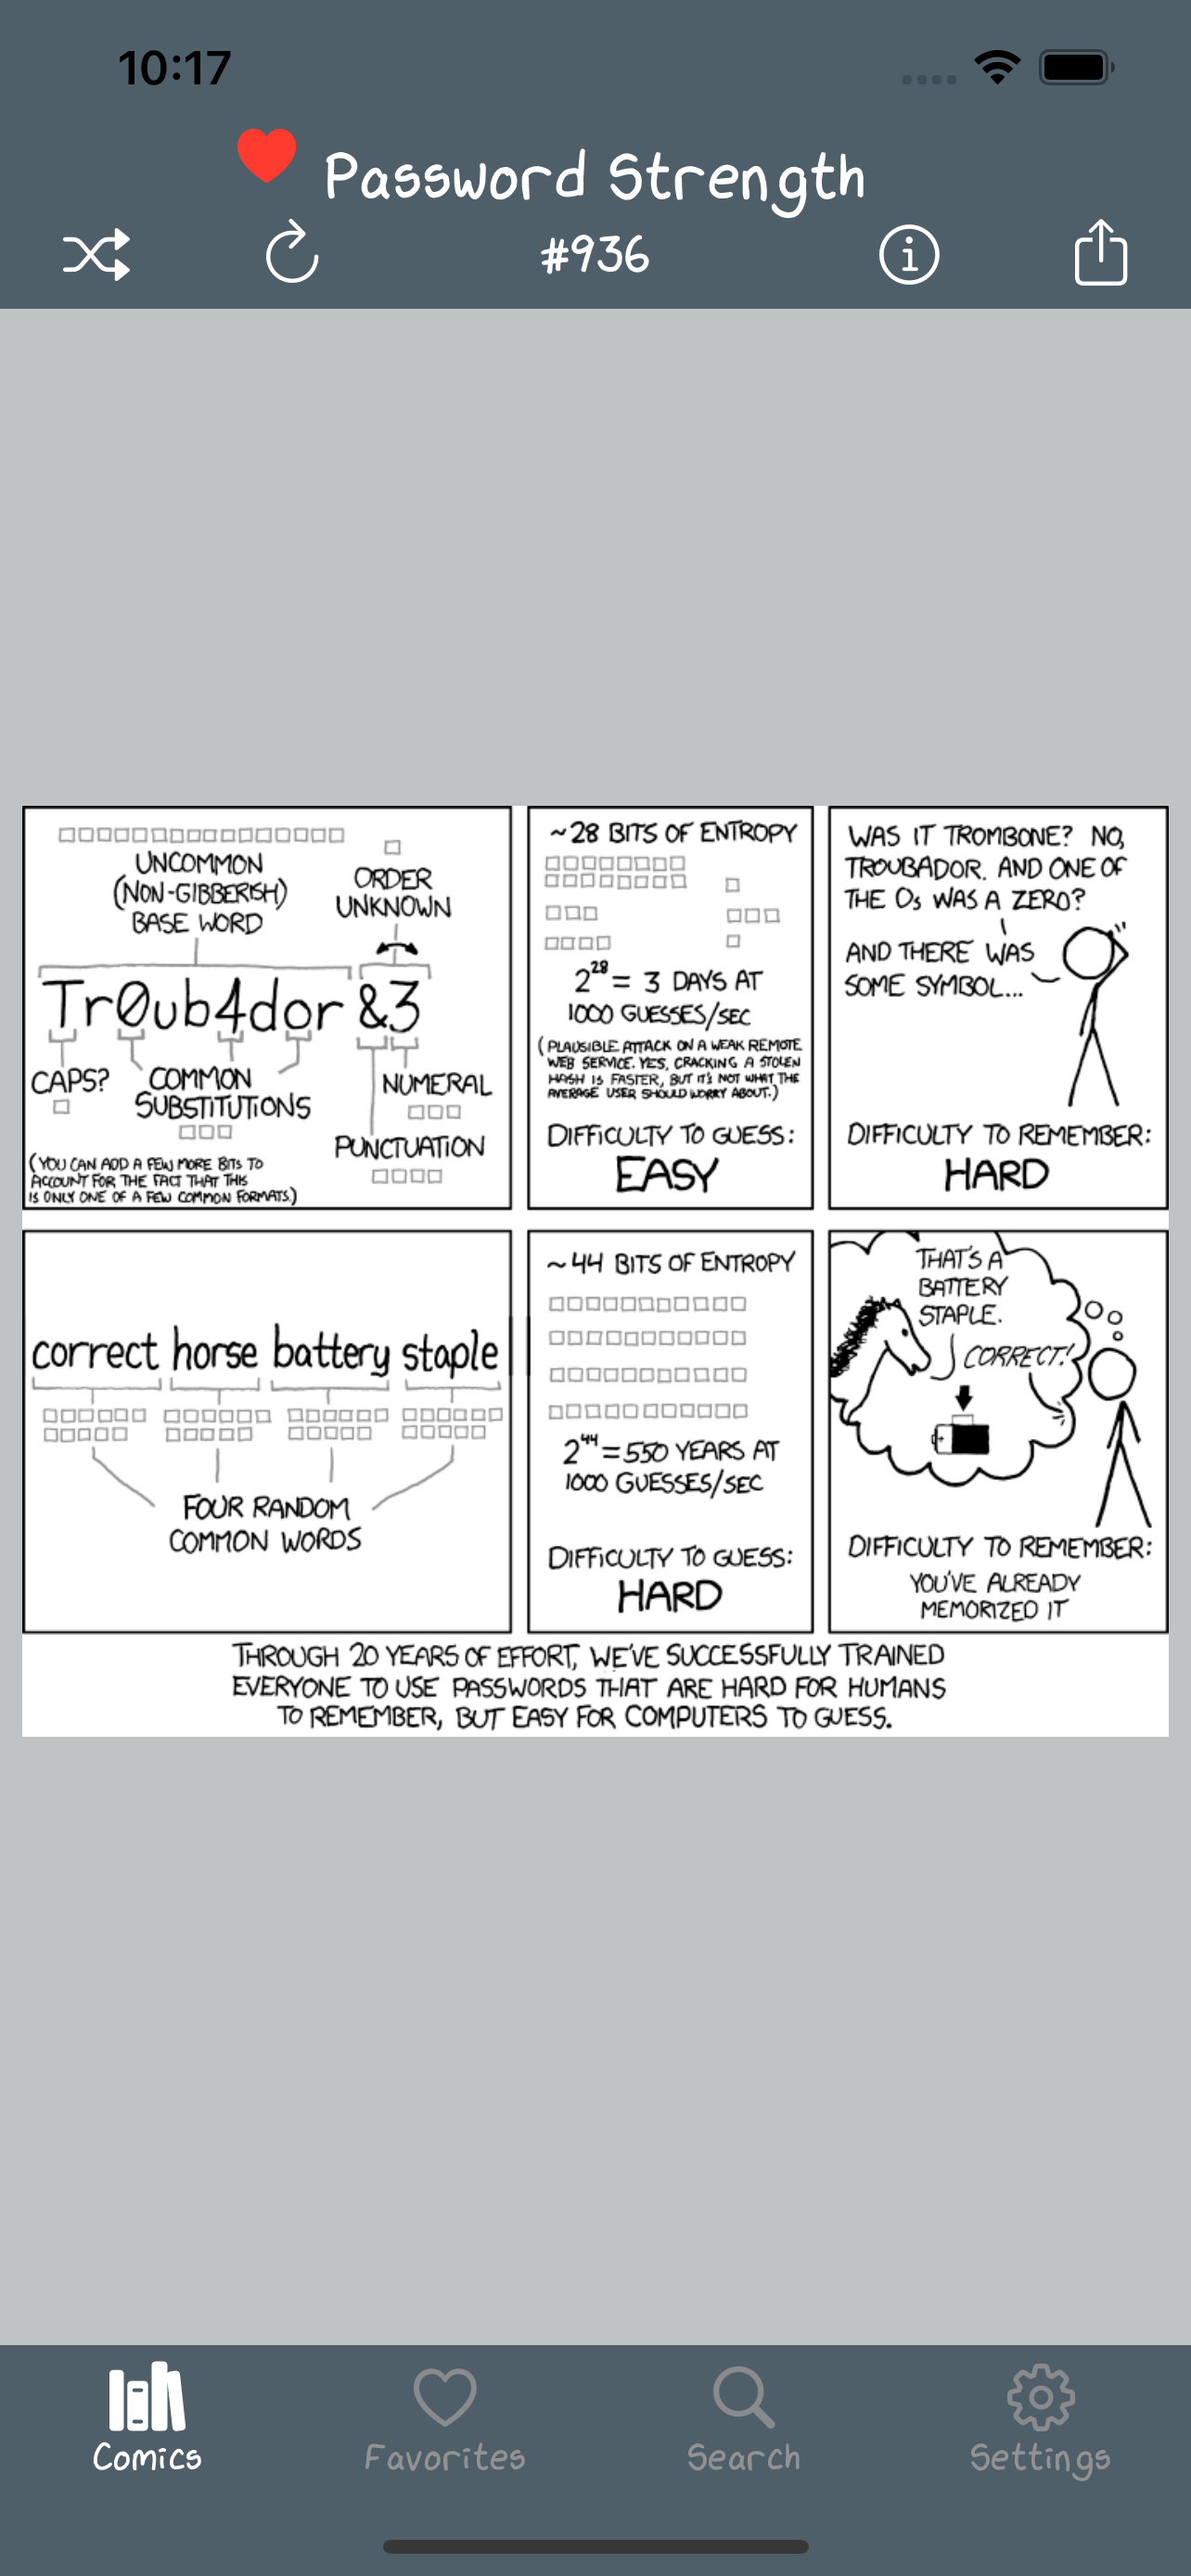 10:17
Password Strength
#936
UNCOMMON
(NON-GIBBERISH)
BASE WORD
ORDER
UNKNOWN
Tr0ub4dor &3
CAPS?
COMMON
SUBSTITUTIONS
NUMERAL
PUNCTUATION
(YOU CAN ADD A FEW MORE BITS TO
ACCOUNT FOR THE FACT THAT THIS
IS ONLY ONE OF A FEW COMMON FORMATS.)
~28 BITS OF ENTROPY
2^28 = 3 DAYS AT
1000 GUESSES/SEC
(PLAUSIBLE ATTACK ON A WEAK REMOTE
WEB SERVICE. YES, CRACKING A STOLEN
HASH IS FASTER, BUT IT'S NOT WHAT THE
AVERAGE USER SHOULD WORRY ABOUT.)
DIFFICULTY TO GUESS:
EASY
WAS IT TROMBONE? NO,
TROUBADOR. AND ONE OF
THE Os WAS A ZERO?
AND THERE WAS
SOME SYMBOL...
DIFFICULTY TO REMEMBER:
HARD
correct horse battery staple
FOUR RANDOM
COMMON WORDS
~44 BITS OF ENTROPY
2^44 = 550 YEARS AT
1000 GUESSES/SEC
DIFFICULTY TO GUESS:
HARD
THAT'S A
BATTERY
STAPLE.
CORRECT!
DIFFICULTY TO REMEMBER:
YOU'VE ALREADY
MEMORIZED IT
THROUGH 20 YEARS OF EFFORT, WE'VE SUCCESSFULLY TRAINED
EVERYONE TO USE PASSWORDS THAT ARE HARD FOR HUMANS
TO REMEMBER, BUT EASY FOR COMPUTERS TO GUESS.
Comics
Favorites
Search
Settings